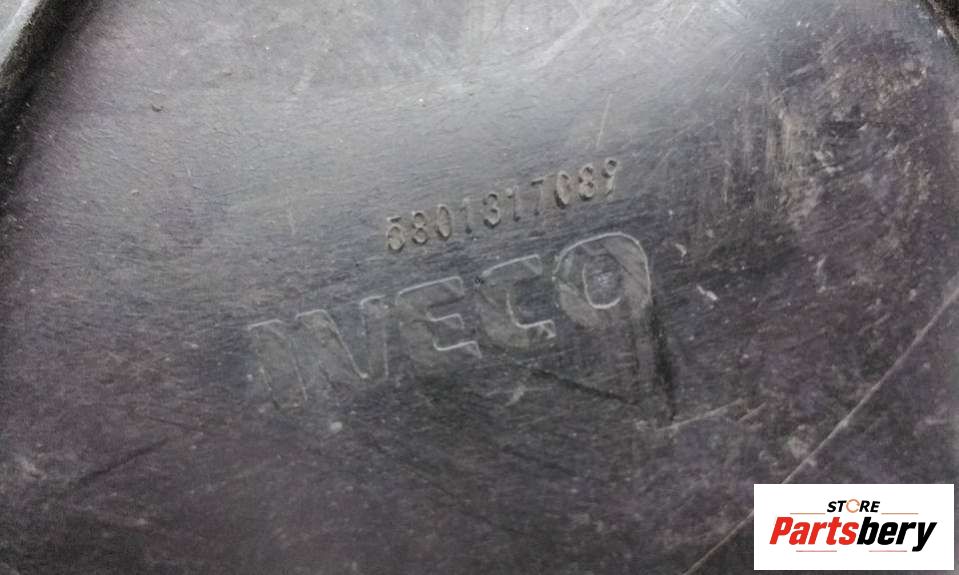 5801317089
IVECO
STORE
Partsbery